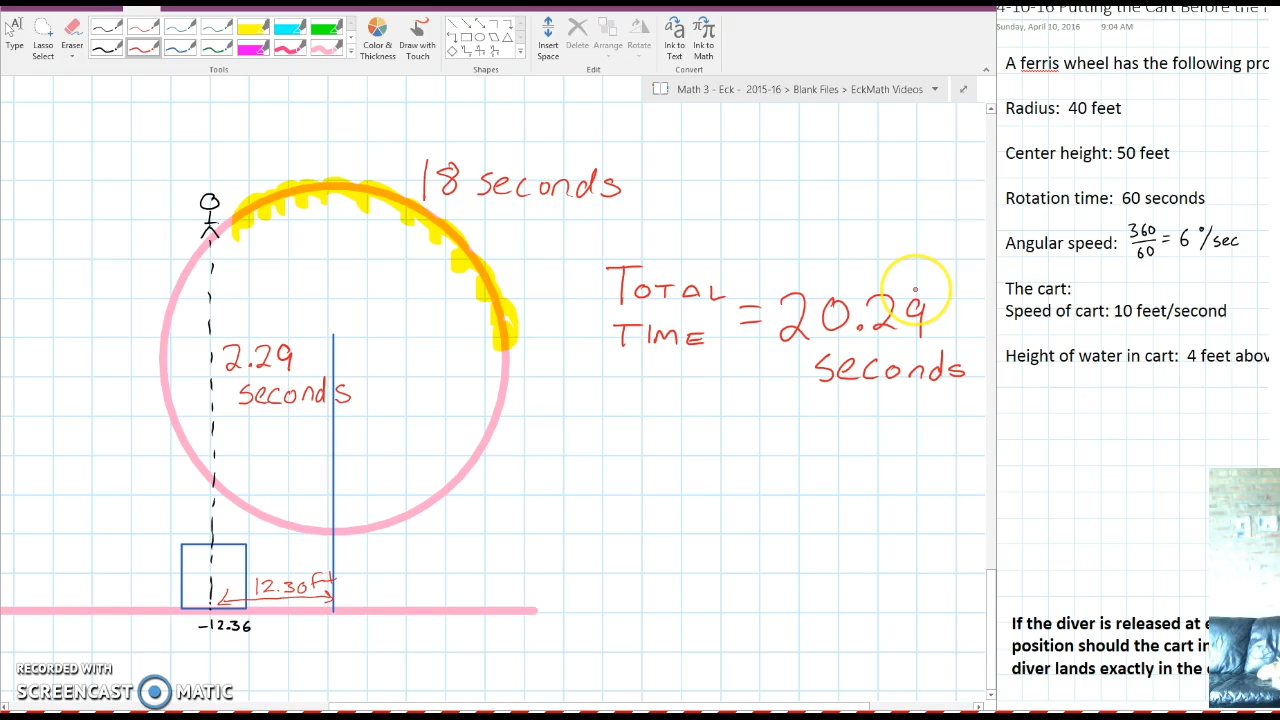 4-10-16 Putting the Cart Before the
Sunday, April 10, 2016 9:04 AM
Type
Lasso Select
Eraser
Color & Thickness
Draw with Touch
Insert Space
Delete
Arrange
Rotate
Ink to Text
Ink to Math
Tools
Shapes
Edit
Convert
Math 3 - Eck - 2015-16 > Blank Files > EckMath Videos
18 seconds
TOTAL
TIME
= 20.29
seconds
2.29
seconds
12.30 ft
-12.36
A ferris wheel has the following pro
Radius: 40 feet
Center height: 50 feet
Rotation time: 60 seconds
Angular speed: 360/60 = 6 °/sec
The cart:
Speed of cart: 10 feet/second
Height of water in cart: 4 feet abov
If the diver is released at
position should the cart in
diver lands exactly in the
RECORDED WITH
SCREENCAST MATIC